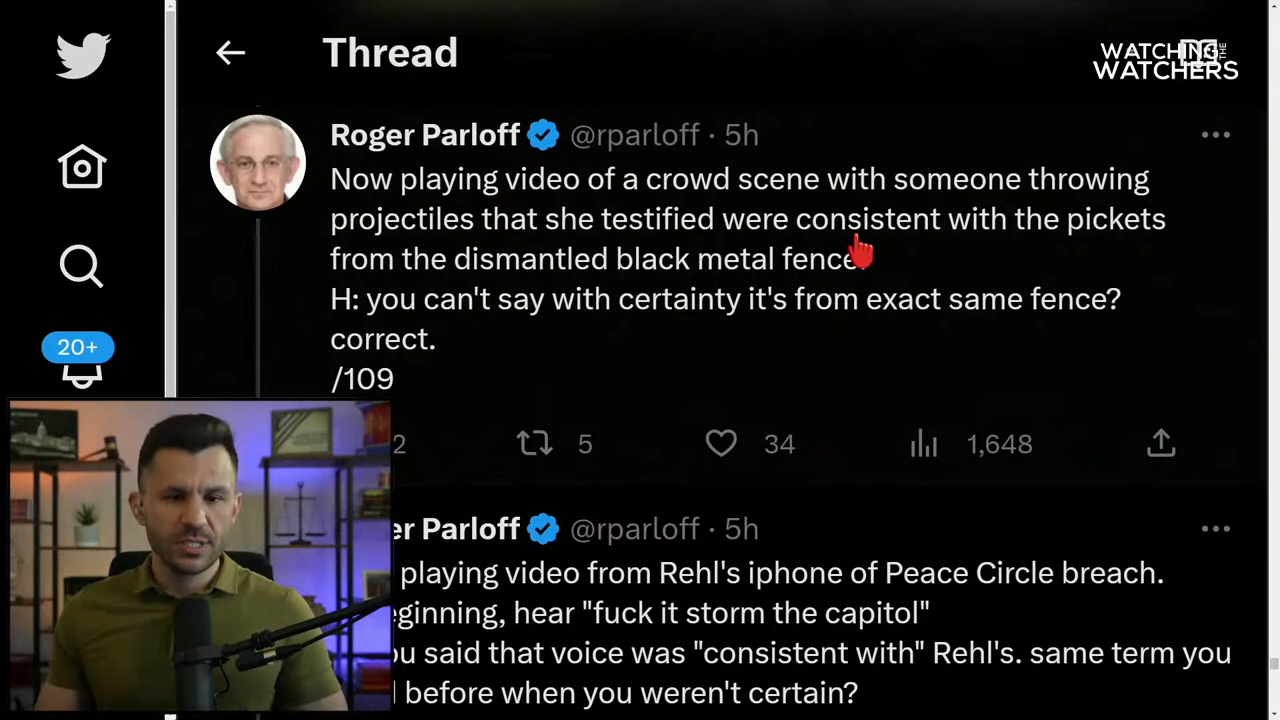 Thread
WATCHING THE
WATCHERS
Roger Parloff @rparloff · 5h
Now playing video of a crowd scene with someone throwing
projectiles that she testified were consistent with the pickets
from the dismantled black metal fence
H: you can't say with certainty it's from exact same fence?
correct.
/109
20+
2 5 34 1,648
er Parloff @rparloff · 5h
playing video from Rehl's iphone of Peace Circle breach.
eginning, hear "fuck it storm the capitol"
ou said that voice was "consistent with" Rehl's. same term you
before when you weren't certain?